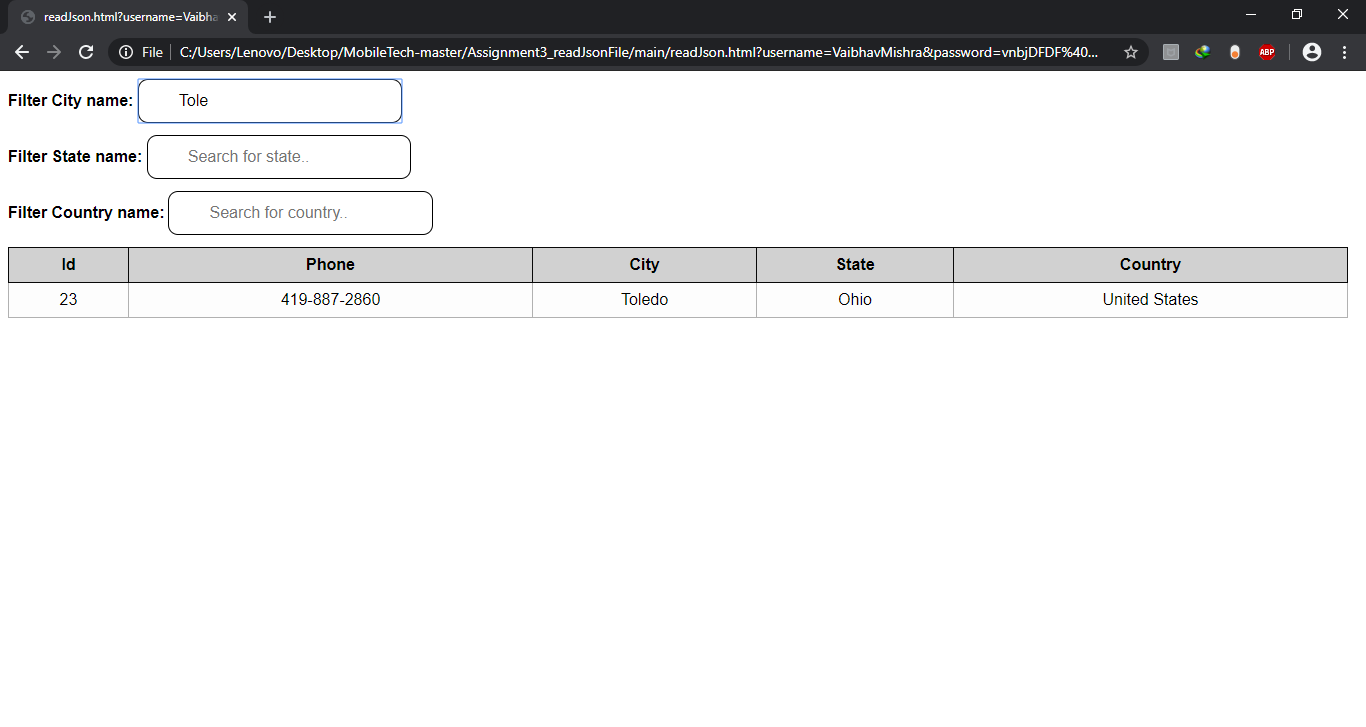 readJson.html?username=Vaibha
File C:/Users/Lenovo/Desktop/MobileTech-master/Assignment3_readJsonFile/main/readJson.html?username=VaibhavMishra&password=vnbjDFDF%40...
ABP
Filter City name: Tole
Filter State name: Search for state..
Filter Country name: Search for country..
Id Phone City State Country
23 419-887-2860 Toledo Ohio United States